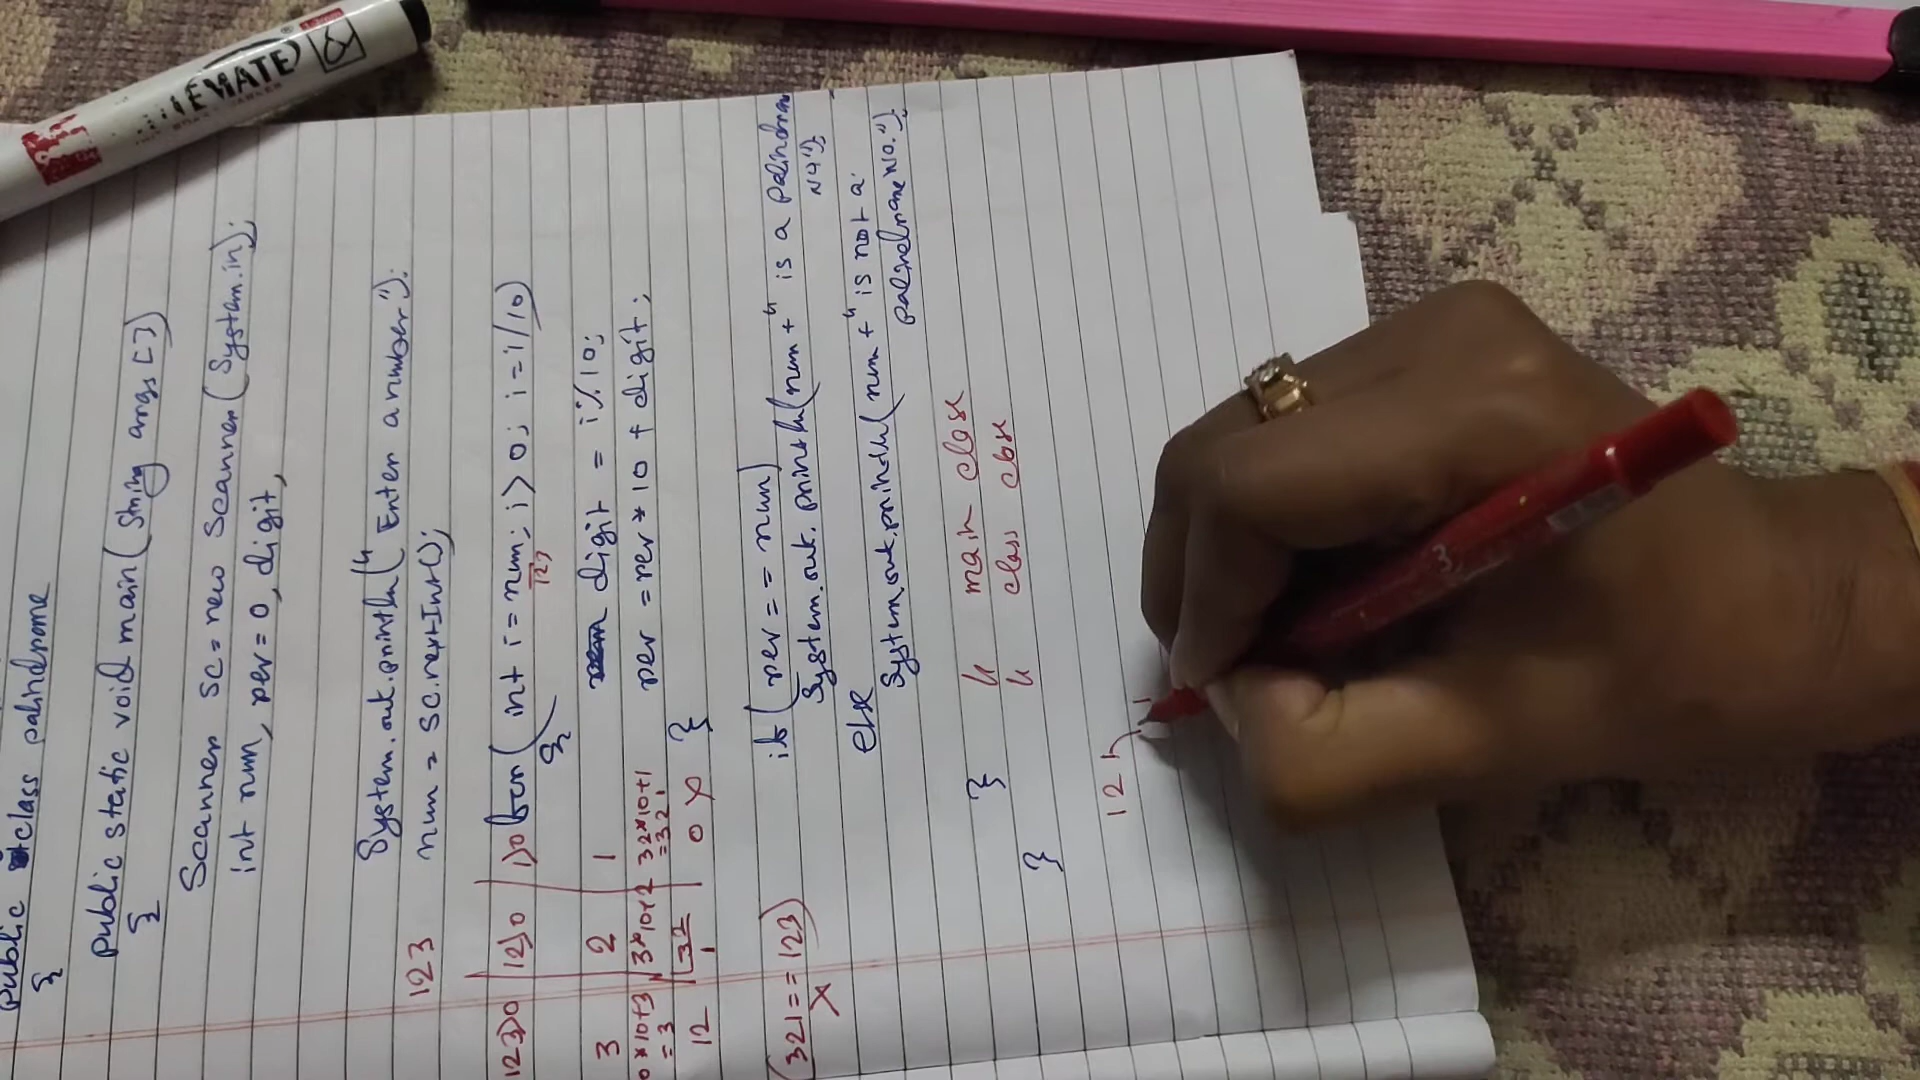 public class palindrome
{
public static void main(String args[])
{
Scanner sc = new Scanner(System.in);
int num, rev = 0, digit,
System.out.println("Enter a number");
123 num = sc.nextInt();
123>0 12>0 1>0 for(int i = num; i > 0; i = i/10)
123
{
3 2 1 digit = i % 10;
0*10+3 3*10+2 32*10+1 rev = rev * 10 + digit;
=3 =32 =321
12 1 0 X }
if(rev == num)
(321 == 123) System.out.println(num + " is a palindrome
X No");
else
System.out.println(num + " is not a
palindrome No.");
} main close
} class close
121
MATE